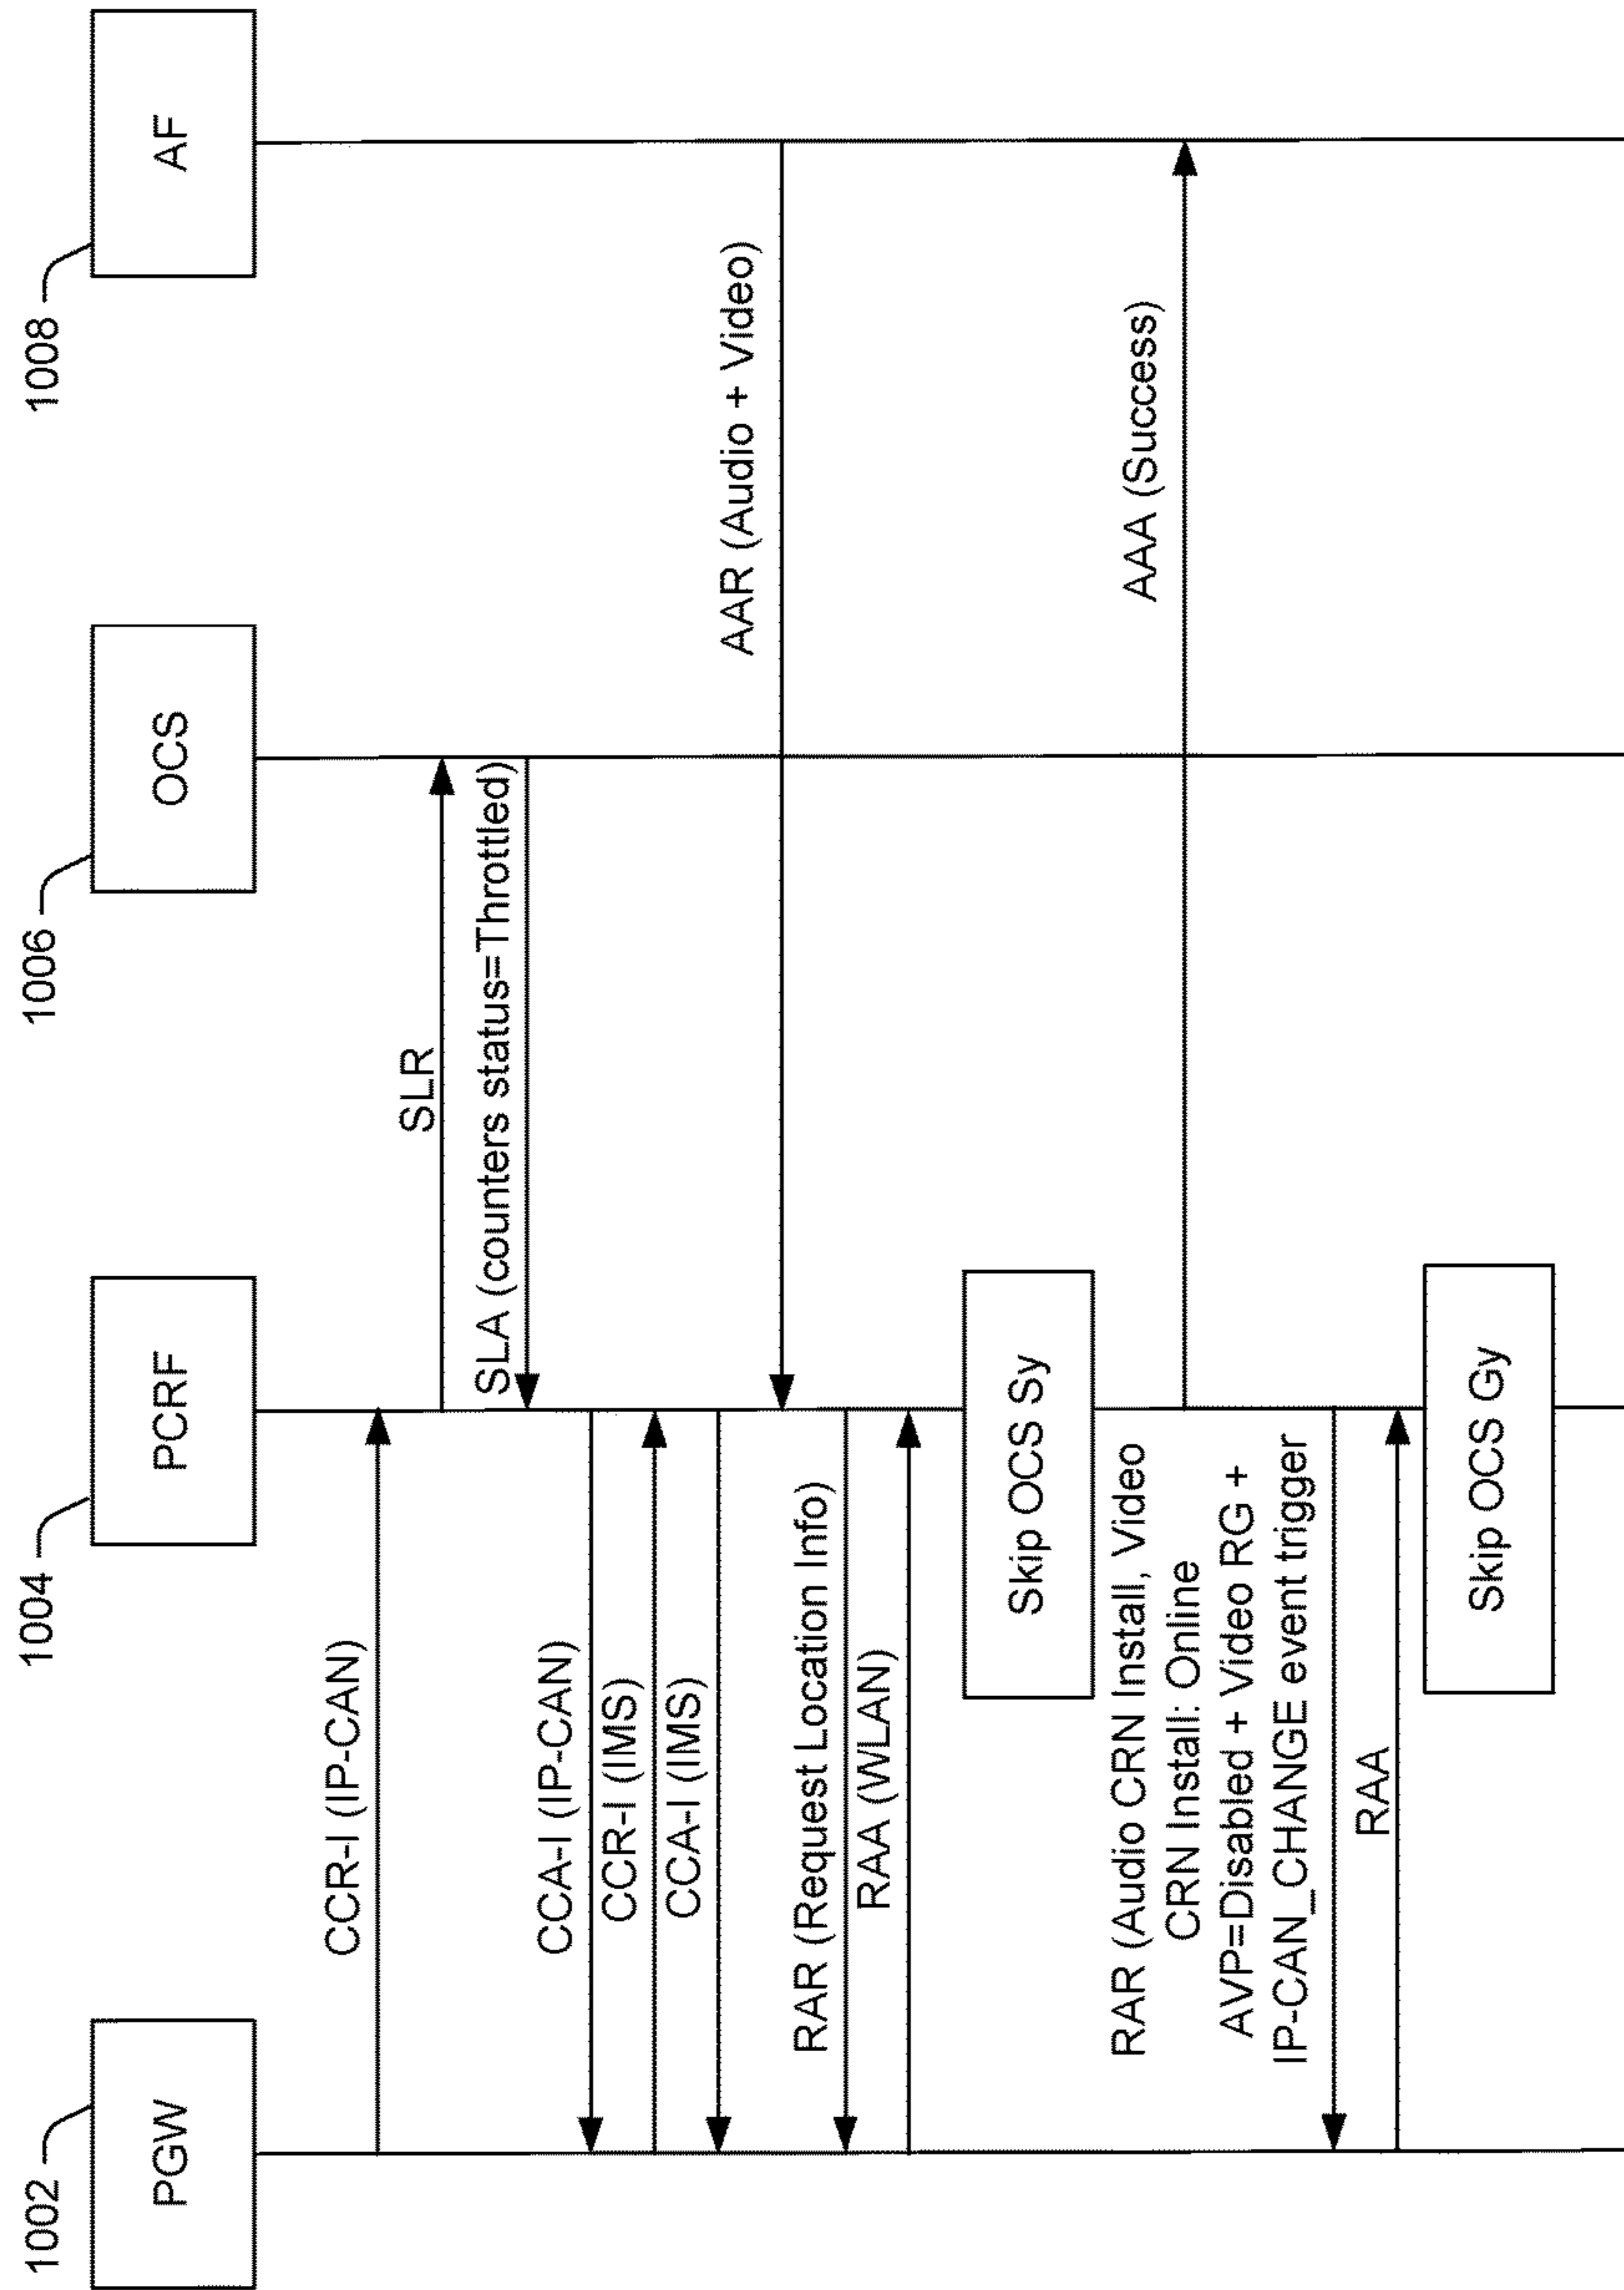 1002
PGW
1004
PCRF
1006
OCS
1008
AF
CCR-I (IP-CAN)
SLR
SLA (counters status=Throttled)
CCA-I (IP-CAN)
CCR-I (IMS)
CCA-I (IMS)
AAR (Audio + Video)
RAR (Request Location Info)
RAA (WLAN)
Skip OCS Sy
AAA (Success)
RAR (Audio CRN Install, Video
CRN Install: Online
AVP=Disabled + Video RG +
IP-CAN_CHANGE event trigger
RAA
Skip OCS Gy